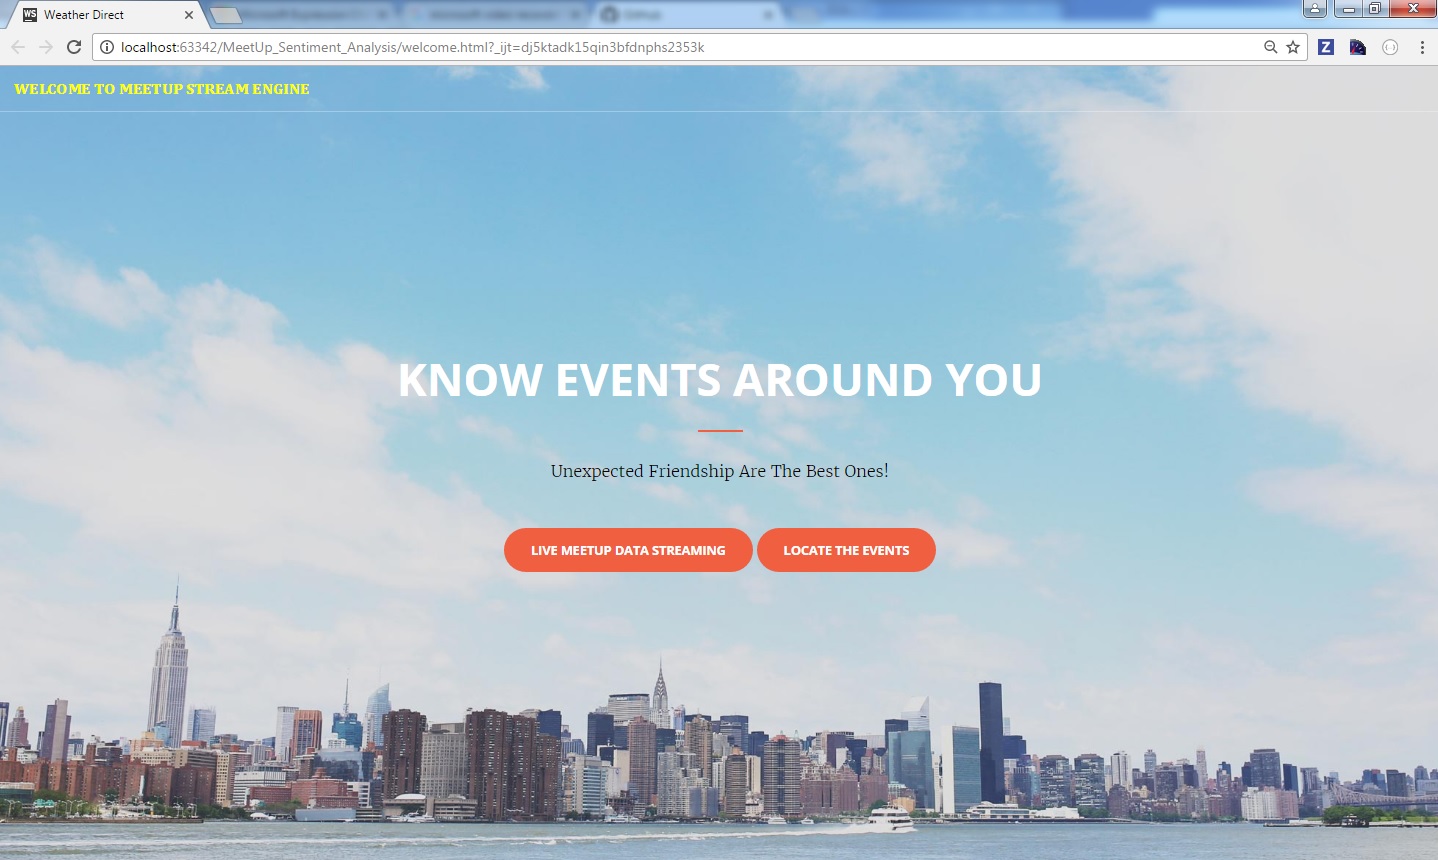 WS Weather Direct
GitHub
localhost:63342/MeetUp_Sentiment_Analysis/welcome.html?_ijt=dj5ktadk15qin3bfdnphs2353k
Z
WELCOME TO MEETUP STREAM ENGINE
KNOW EVENTS AROUND YOU
Unexpected Friendship Are The Best Ones!
LIVE MEETUP DATA STREAMING
LOCATE THE EVENTS